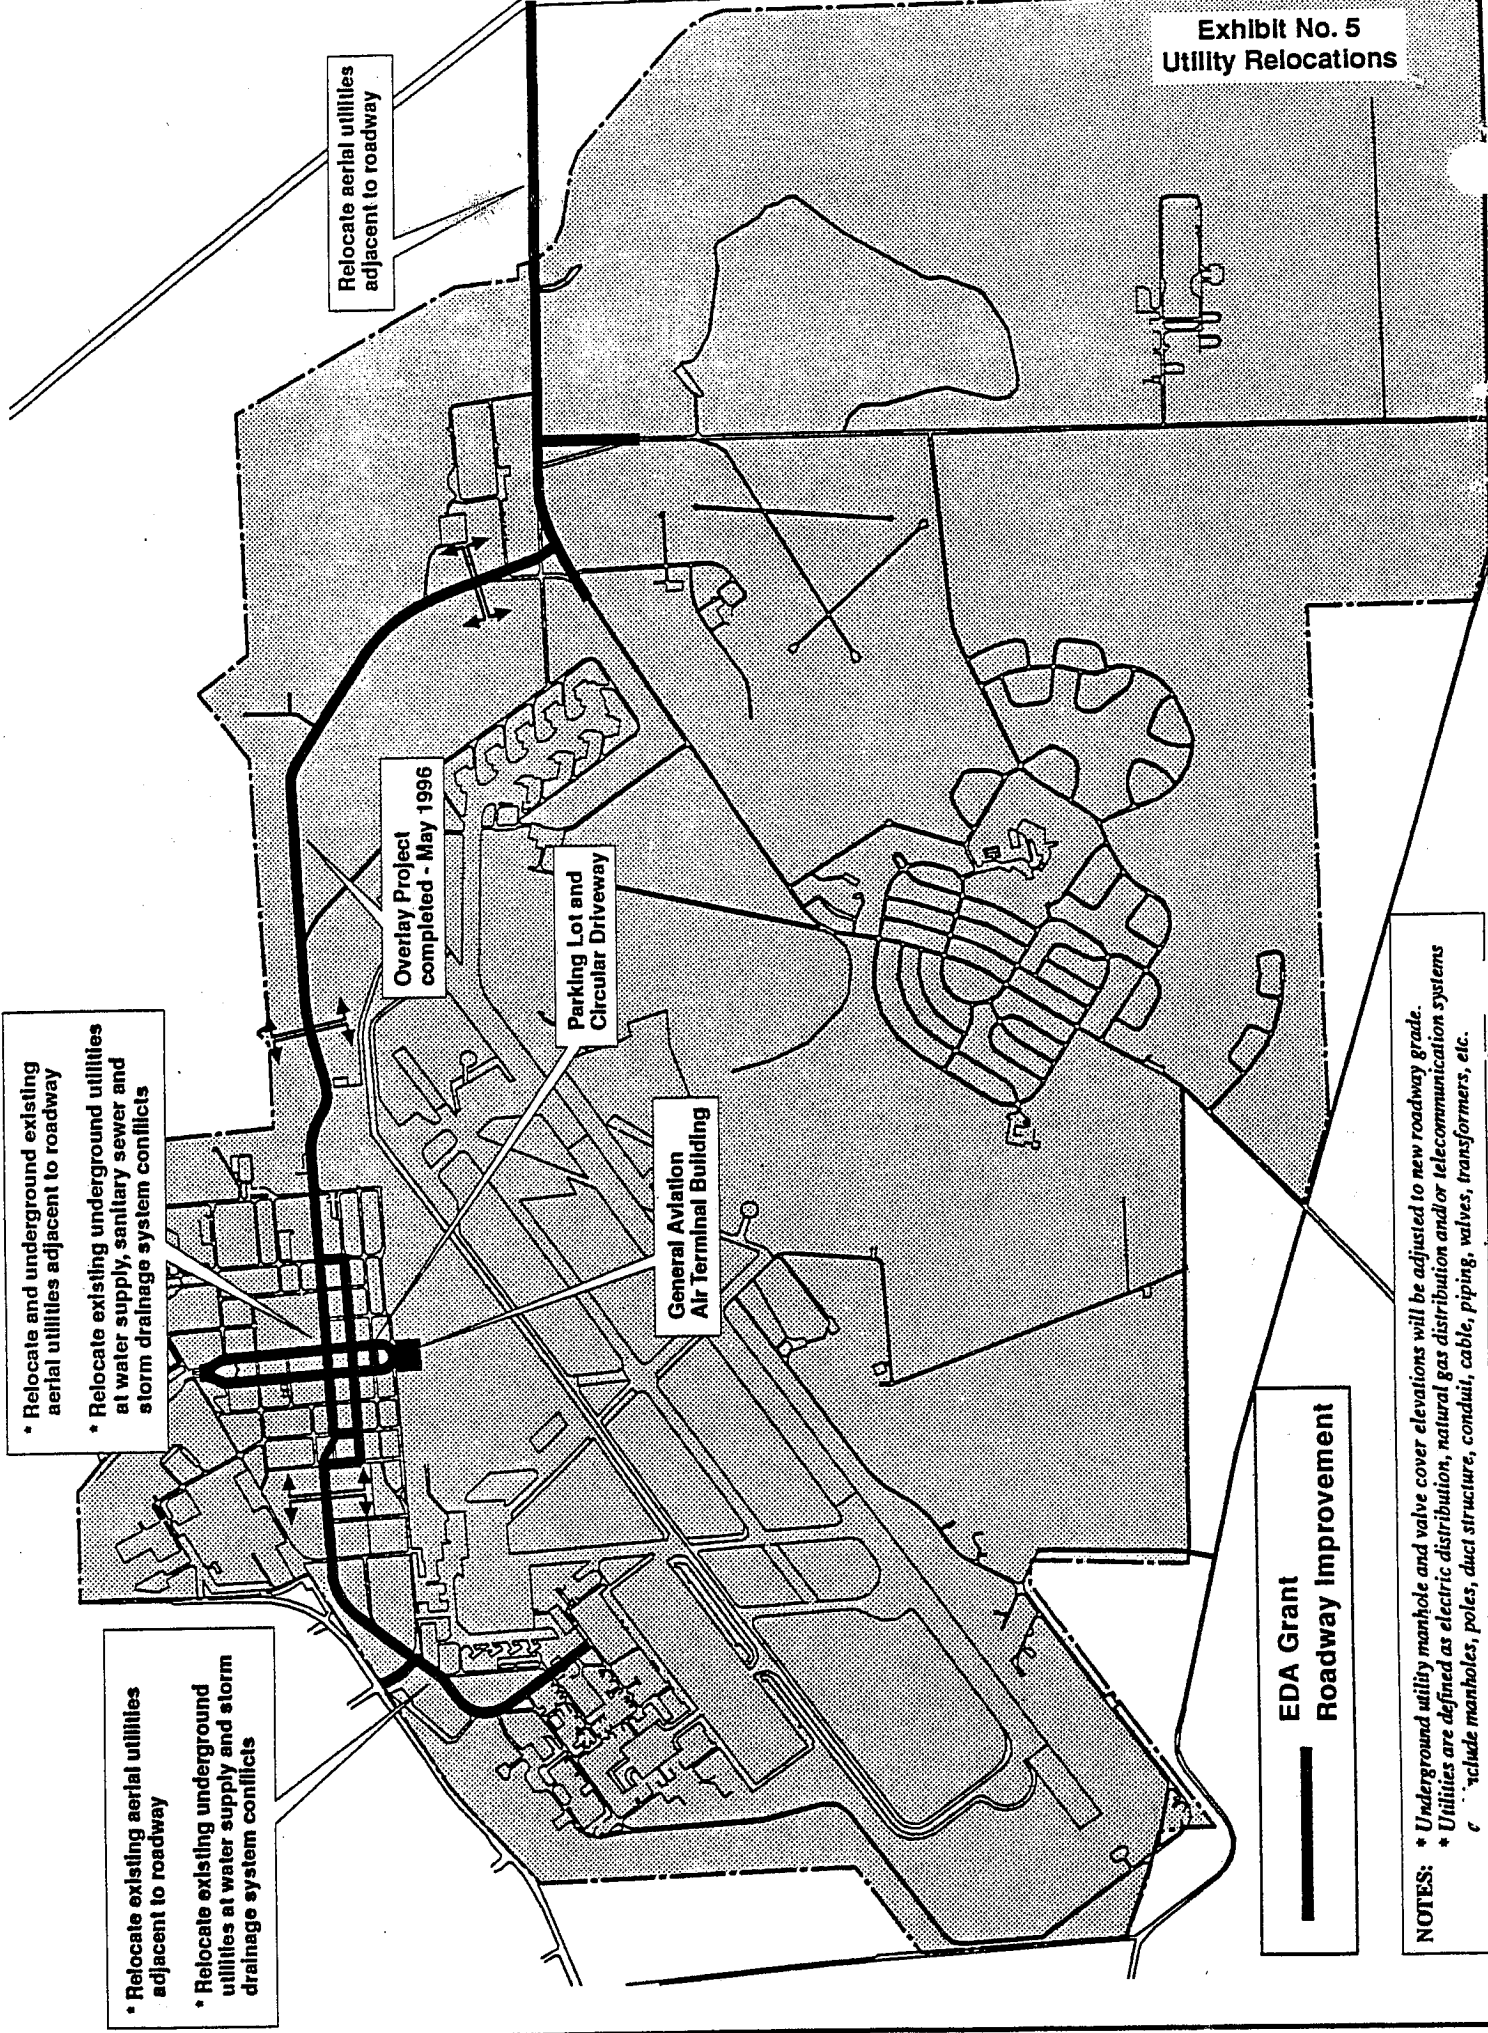 Exhibit No. 5
Utility Relocations
Relocate aerial utilities
adjacent to roadway
Overlay Project
completed - May 1996
Parking Lot and
Circular Driveway
General Aviation
Air Terminal Building
* Relocate and underground existing
aerial utilities adjacent to roadway
* Relocate existing underground utilities
at water supply, sanitary sewer and
storm drainage system conflicts
* Relocate existing aerial utilities
adjacent to roadway
* Relocate existing underground
utilities at water supply and storm
drainage system conflicts
EDA Grant
Roadway Improvement
NOTES: * Underground utility manhole and valve cover elevations will be adjusted to new roadway grade.
* Utilities are defined as electric distribution, natural gas distribution and/or telecommunication systems
manholes, poles, duct structure, conduit, cable, piping, valves, transformers, etc.